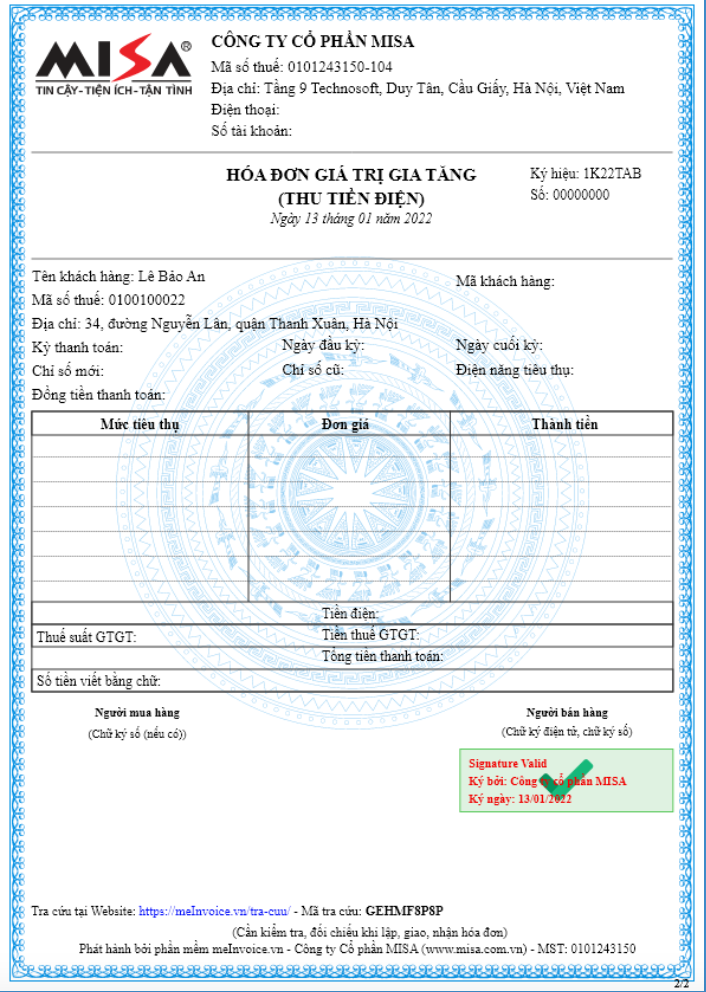 MISA®
TIN CẬY-TIỆN ÍCH-TẬN TÌNH
CÔNG TY CỔ PHẦN MISA
Mã số thuế: 0101243150-104
Địa chỉ: Tầng 9 Technosoft, Duy Tân, Cầu Giấy, Hà Nội, Việt Nam
Điện thoại:
Số tài khoản:
HÓA ĐƠN GIÁ TRỊ GIA TĂNG
(THU TIỀN ĐIỆN)
Ngày 13 tháng 01 năm 2022
Ký hiệu: 1K22TAB
Số: 00000000
Tên khách hàng: Lê Bảo An
Mã khách hàng:
Mã số thuế: 0100100022
Địa chỉ: 34, đường Nguyễn Lân, quận Thanh Xuân, Hà Nội
Kỳ thanh toán: Ngày đầu kỳ: Ngày cuối kỳ:
Chỉ số mới: Chỉ số cũ: Điện năng tiêu thụ:
Đồng tiền thanh toán:
Mức tiêu thụ Đơn giá Thành tiền
Tiền điện:
Thuế suất GTGT: Tiền thuế GTGT:
Tổng tiền thanh toán:
Số tiền viết bằng chữ:
Người mua hàng
(Chữ ký số (nếu có))
Người bán hàng
(Chữ ký điện tử, chữ ký số)
Signature Valid
Ký bởi: Công ty cổ phần MISA
Ký ngày: 13/01/2022
Tra cứu tại Website: https://meInvoice.vn/tra-cuu/ - Mã tra cứu: GEHMF8P8P
(Cần kiểm tra, đối chiếu khi lập, giao, nhận hóa đơn)
Phát hành bởi phần mềm meInvoice.vn - Công ty Cổ phần MISA (www.misa.com.vn) - MST: 0101243150
2/2